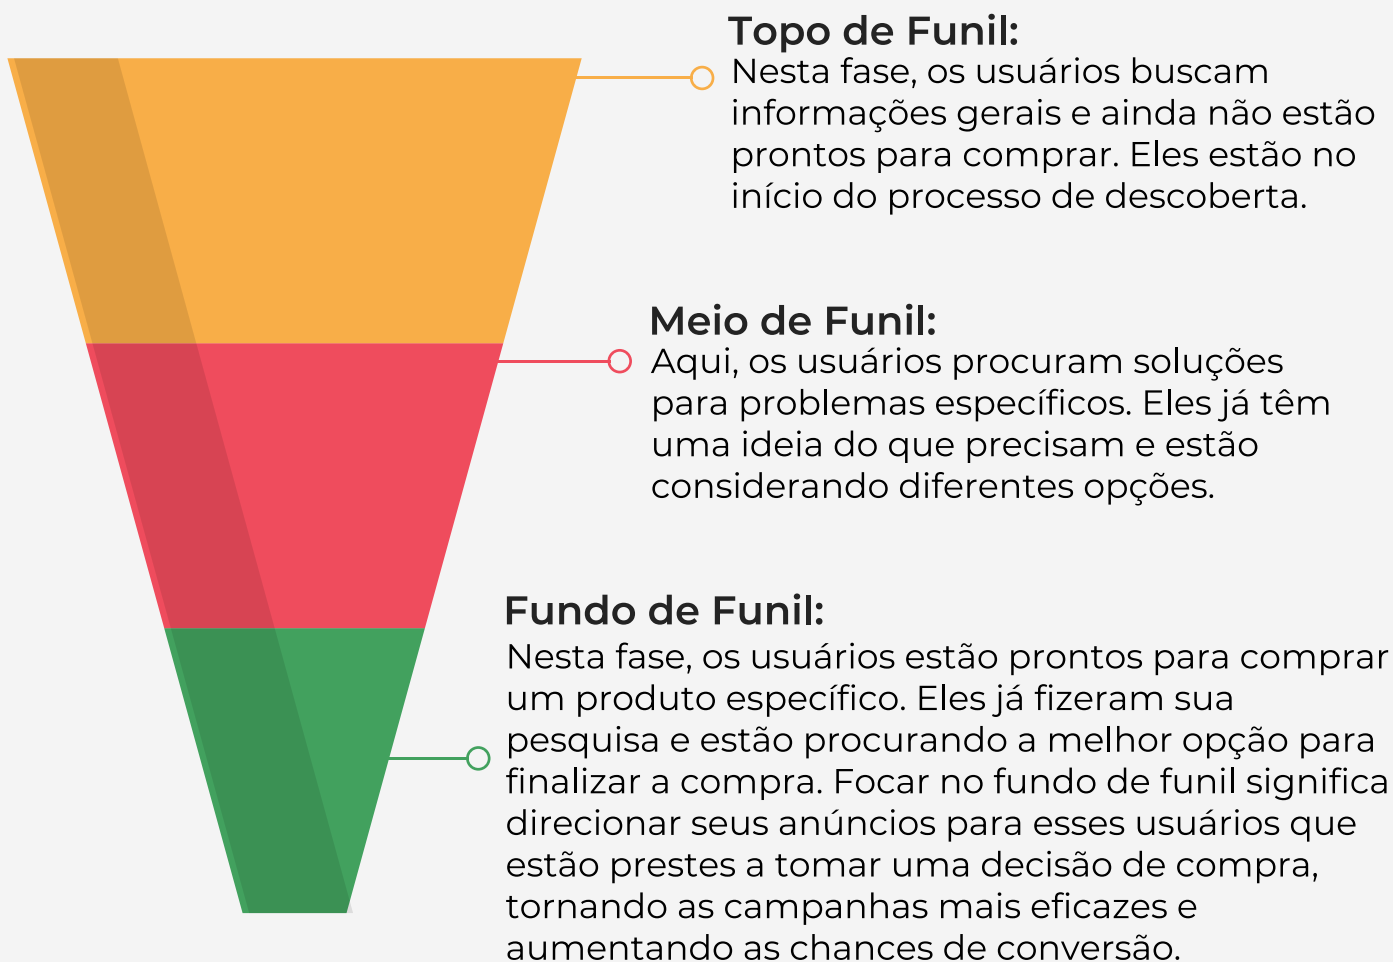 Topo de Funil:
Nesta fase, os usuários buscam
informações gerais e ainda não estão
prontos para comprar. Eles estão no
início do processo de descoberta.
Meio de Funil:
Aqui, os usuários procuram soluções
para problemas específicos. Eles já têm
uma ideia do que precisam e estão
considerando diferentes opções.
Fundo de Funil:
Nesta fase, os usuários estão prontos para comprar
um produto específico. Eles já fizeram sua
pesquisa e estão procurando a melhor opção para
finalizar a compra. Focar no fundo de funil significa
direcionar seus anúncios para esses usuários que
estão prestes a tomar uma decisão de compra,
tornando as campanhas mais eficazes e
aumentando as chances de conversão.